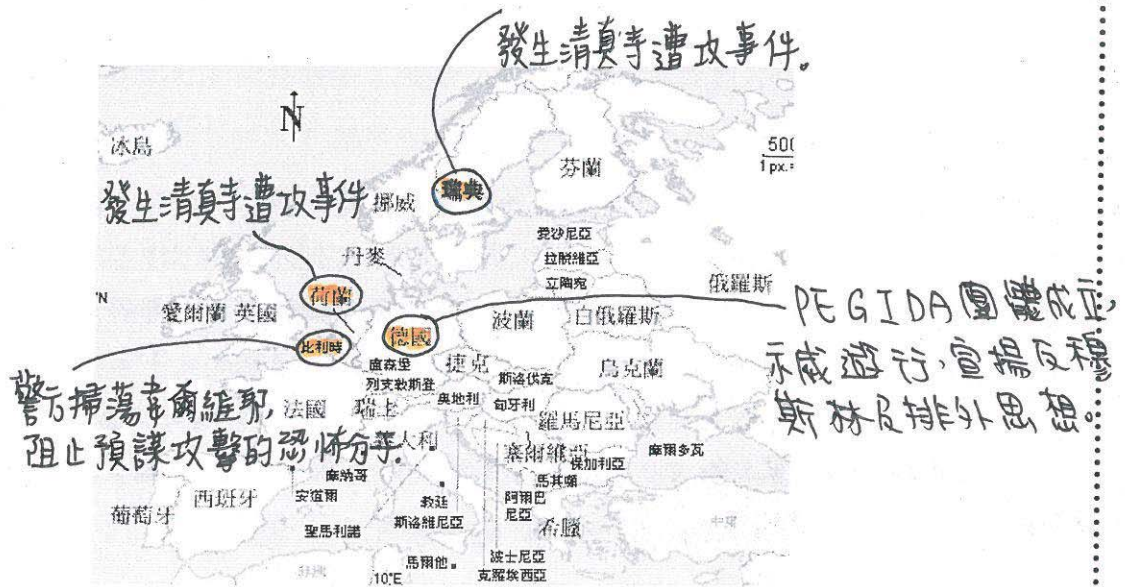 發生清真寺遭攻事件。
N
冰島
500
1 px.=
芬蘭
瑞典
發生清真寺遭攻事件
挪威
愛沙尼亞
丹麥
拉脫維亞
立陶宛
俄羅斯
°N
荷蘭
愛爾蘭 英國
德國
波蘭
白俄羅斯
PEGIDA團體成立,
示威遊行,宣揚反穆
斯林及排外思想。
比利時
盧森堡
捷克
斯洛伐克
烏克蘭
列支敦斯登
奧地利
匈牙利
警方掃蕩韋爾維耶,
阻止預謀攻擊的恐怖分子.
法國
瑞士
羅馬尼亞
大利
塞爾維亞
保加利亞
摩爾多瓦
摩納哥
馬其頓
西班牙
安道爾
教廷
阿爾巴
尼亞
葡萄牙
斯洛維尼亞
希臘
聖馬利諾
馬爾他
波士尼亞
10°E
克羅埃西亞